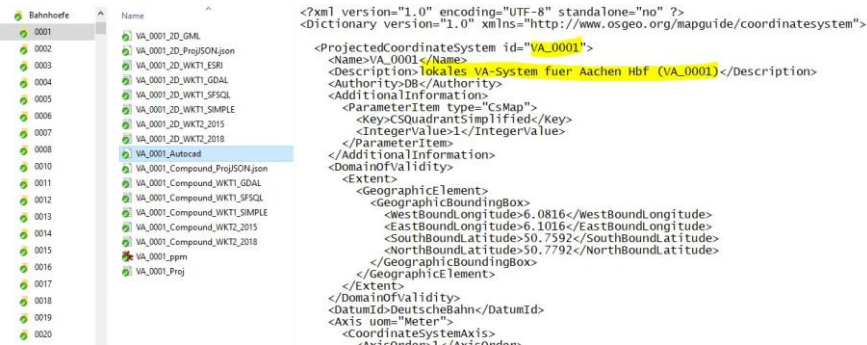 Bahnhoefe
0001
0002
0003
0004
0005
0006
0007
0008
0010
0011
0012
0013
0014
0015
0016
0017
0018
0019
0020
Name
VA_0001_2D_GML
VA_0001_2D_ProjJSON.json
VA_0001_2D_WKT1_ESRI
VA_0001_2D_WKT1_GDAL
VA_0001_2D_WKT1_SFSQL
VA_0001_2D_WKT1_SIMPLE
VA_0001_2D_WKT2_2015
VA_0001_2D_WKT2_2018
VA_0001_Autocad
VA_0001_Compound_ProjJSON.json
VA_0001_Compound_WKT1_GDAL
VA_0001_Compound_WKT1_SFSQL
VA_0001_Compound_WKT1_SIMPLE
VA_0001_Compound_WKT2_2015
VA_0001_Compound_WKT2_2018
VA_0001_ppm
VA_0001_Proj
<?xml version="1.0" encoding="UTF-8" standalone="no" ?>
<Dictionary version="1.0" xmlns="http://www.osgeo.org/mapguide/coordinatesystem">
<ProjectedCoordinateSystem id="VA_0001">
<Name>VA_0001</Name>
<Description>lokales VA-System fuer Aachen Hbf (VA_0001)</Description>
<Authority>DB</Authority>
<AdditionalInformation>
<ParameterItem type="CsMap">
<Key>CSQuadrantSimplified</Key>
<IntegerValue>1</IntegerValue>
</ParameterItem>
</AdditionalInformation>
<DomainOfValidity>
<Extent>
<GeographicElement>
<GeographicBoundingBox>
<WestBoundLongitude>6.0816</WestBoundLongitude>
<EastBoundLongitude>6.1016</EastBoundLongitude>
<SouthBoundLatitude>50.7592</SouthBoundLatitude>
<NorthBoundLatitude>50.7792</NorthBoundLatitude>
</GeographicBoundingBox>
</GeographicElement>
</Extent>
</DomainOfValidity>
<DatumId>DeutscheBahn</DatumId>
<Axis uom="Meter">
<CoordinateSystemAxis>
<AxisOrder>1</AxisOrder>